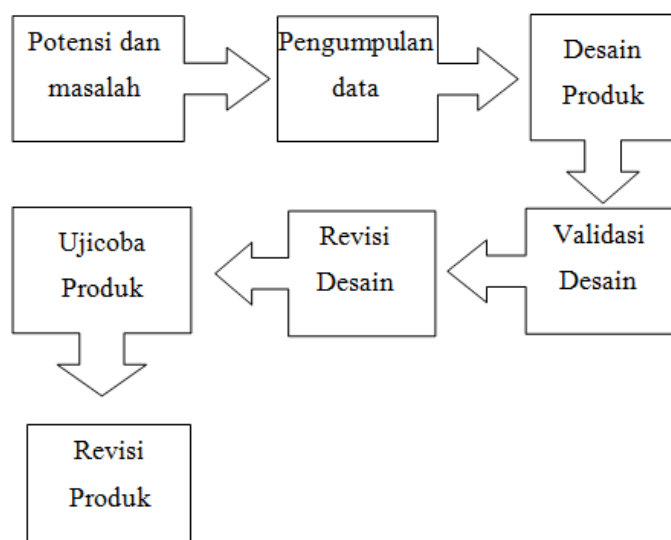 Potensi dan
masalah
Pengumpulan
data
Desain
Produk
Validasi
Desain
Revisi
Desain
Ujicoba
Produk
Revisi
Produk